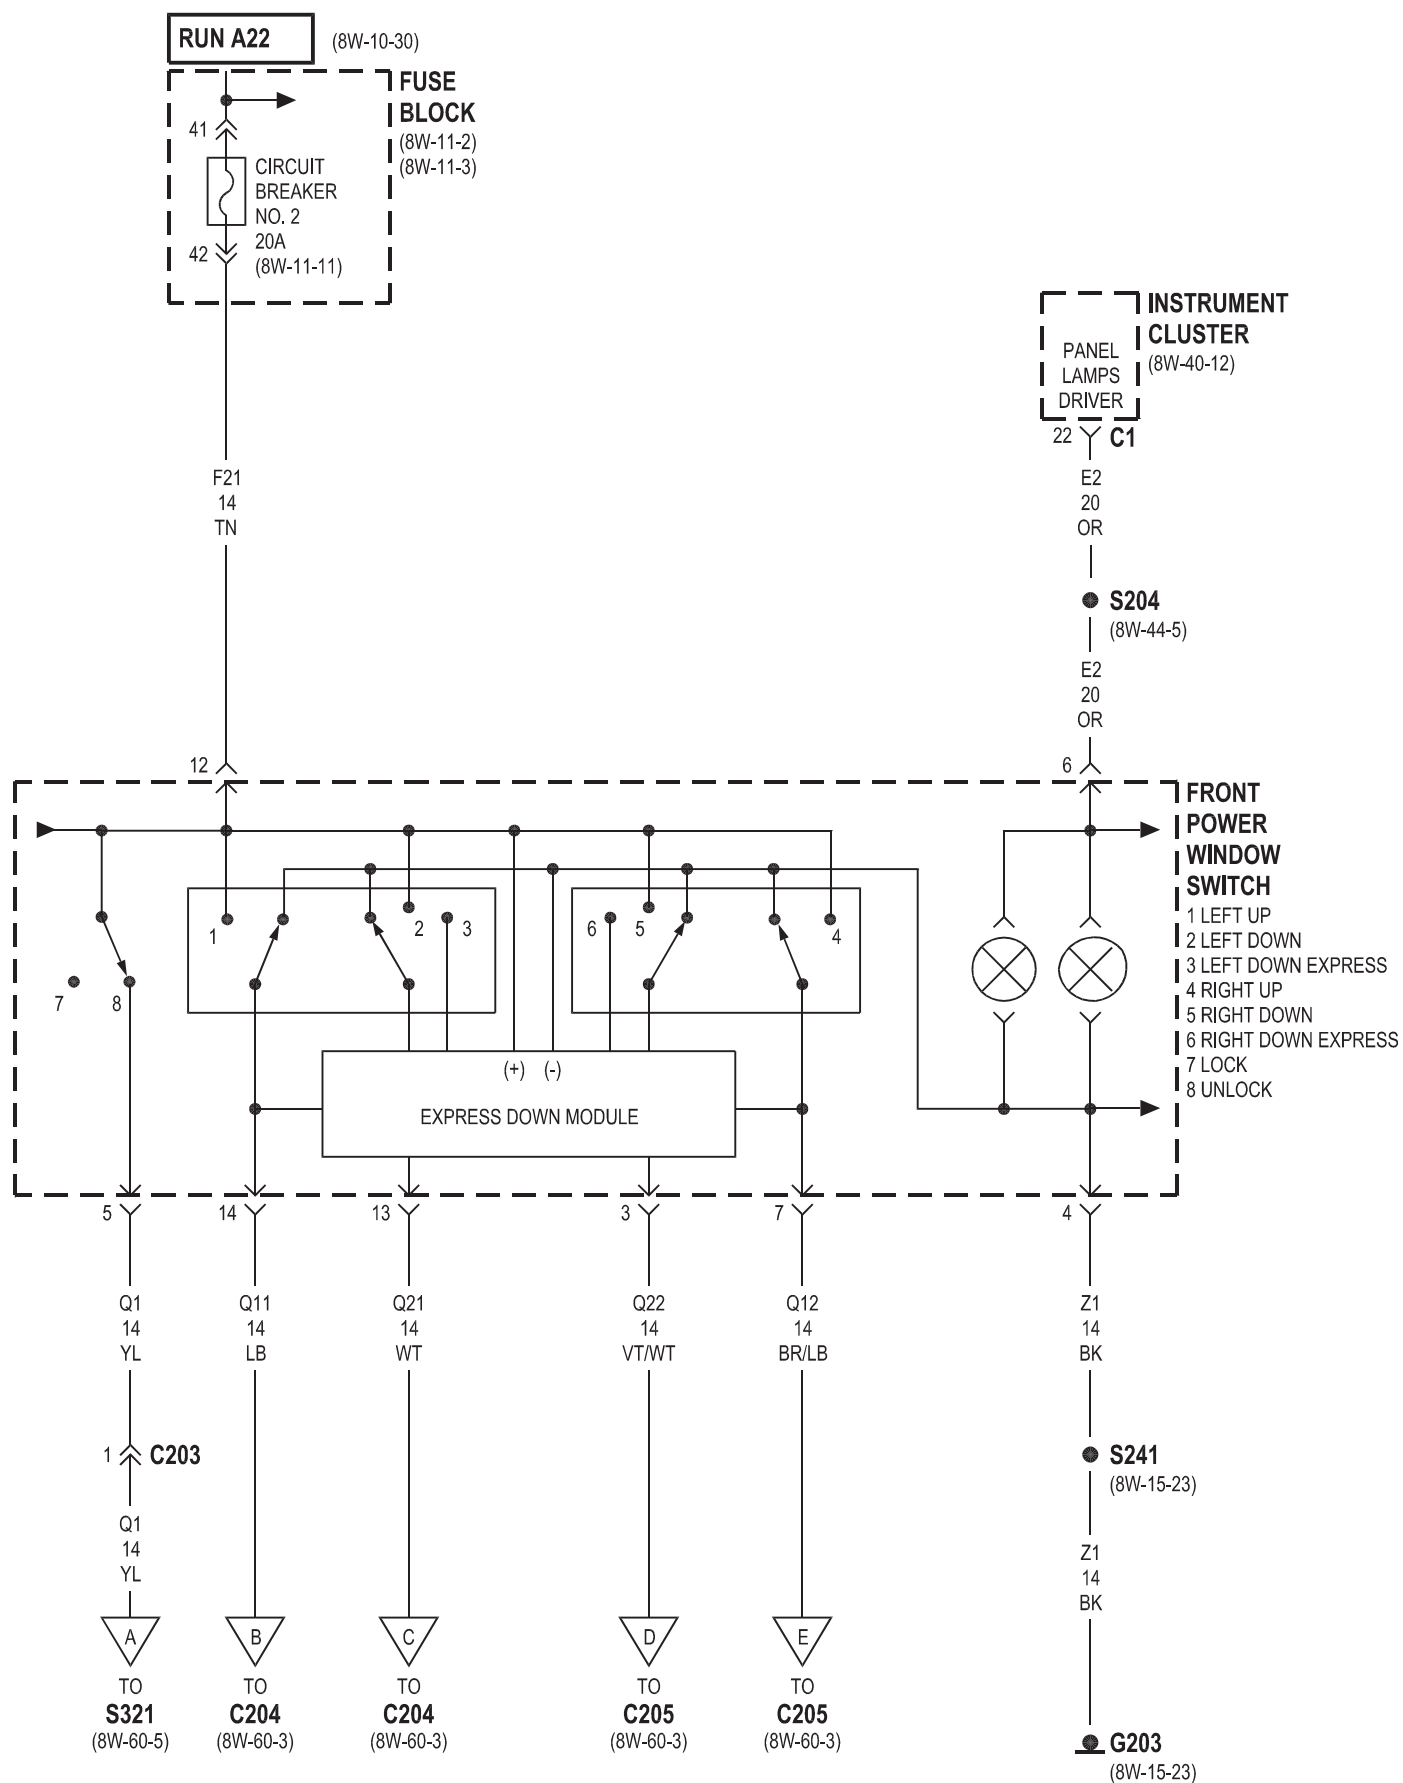 RUN A22
(8W-10-30)
FUSE
BLOCK
(8W-11-2)
(8W-11-3)
41
CIRCUIT
BREAKER
NO. 2
20A
(8W-11-11)
42
INSTRUMENT
CLUSTER
(8W-40-12)
PANEL
LAMPS
DRIVER
22
C1
F21
14
TN
E2
20
OR
S204
(8W-44-5)
E2
20
OR
12
6
FRONT
POWER
WINDOW
SWITCH
1 LEFT UP
2 LEFT DOWN
3 LEFT DOWN EXPRESS
4 RIGHT UP
5 RIGHT DOWN
6 RIGHT DOWN EXPRESS
7 LOCK
8 UNLOCK
1
2
3
6
5
4
7
8
(+)
(-)
EXPRESS DOWN MODULE
5
14
13
3
7
4
Q1
14
YL
Q11
14
LB
Q21
14
WT
Q22
14
VT/WT
Q12
14
BR/LB
Z1
14
BK
1
C203
S241
(8W-15-23)
Q1
14
YL
Z1
14
BK
A
B
C
D
E
TO
S321
(8W-60-5)
TO
C204
(8W-60-3)
TO
C204
(8W-60-3)
TO
C205
(8W-60-3)
TO
C205
(8W-60-3)
G203
(8W-15-23)